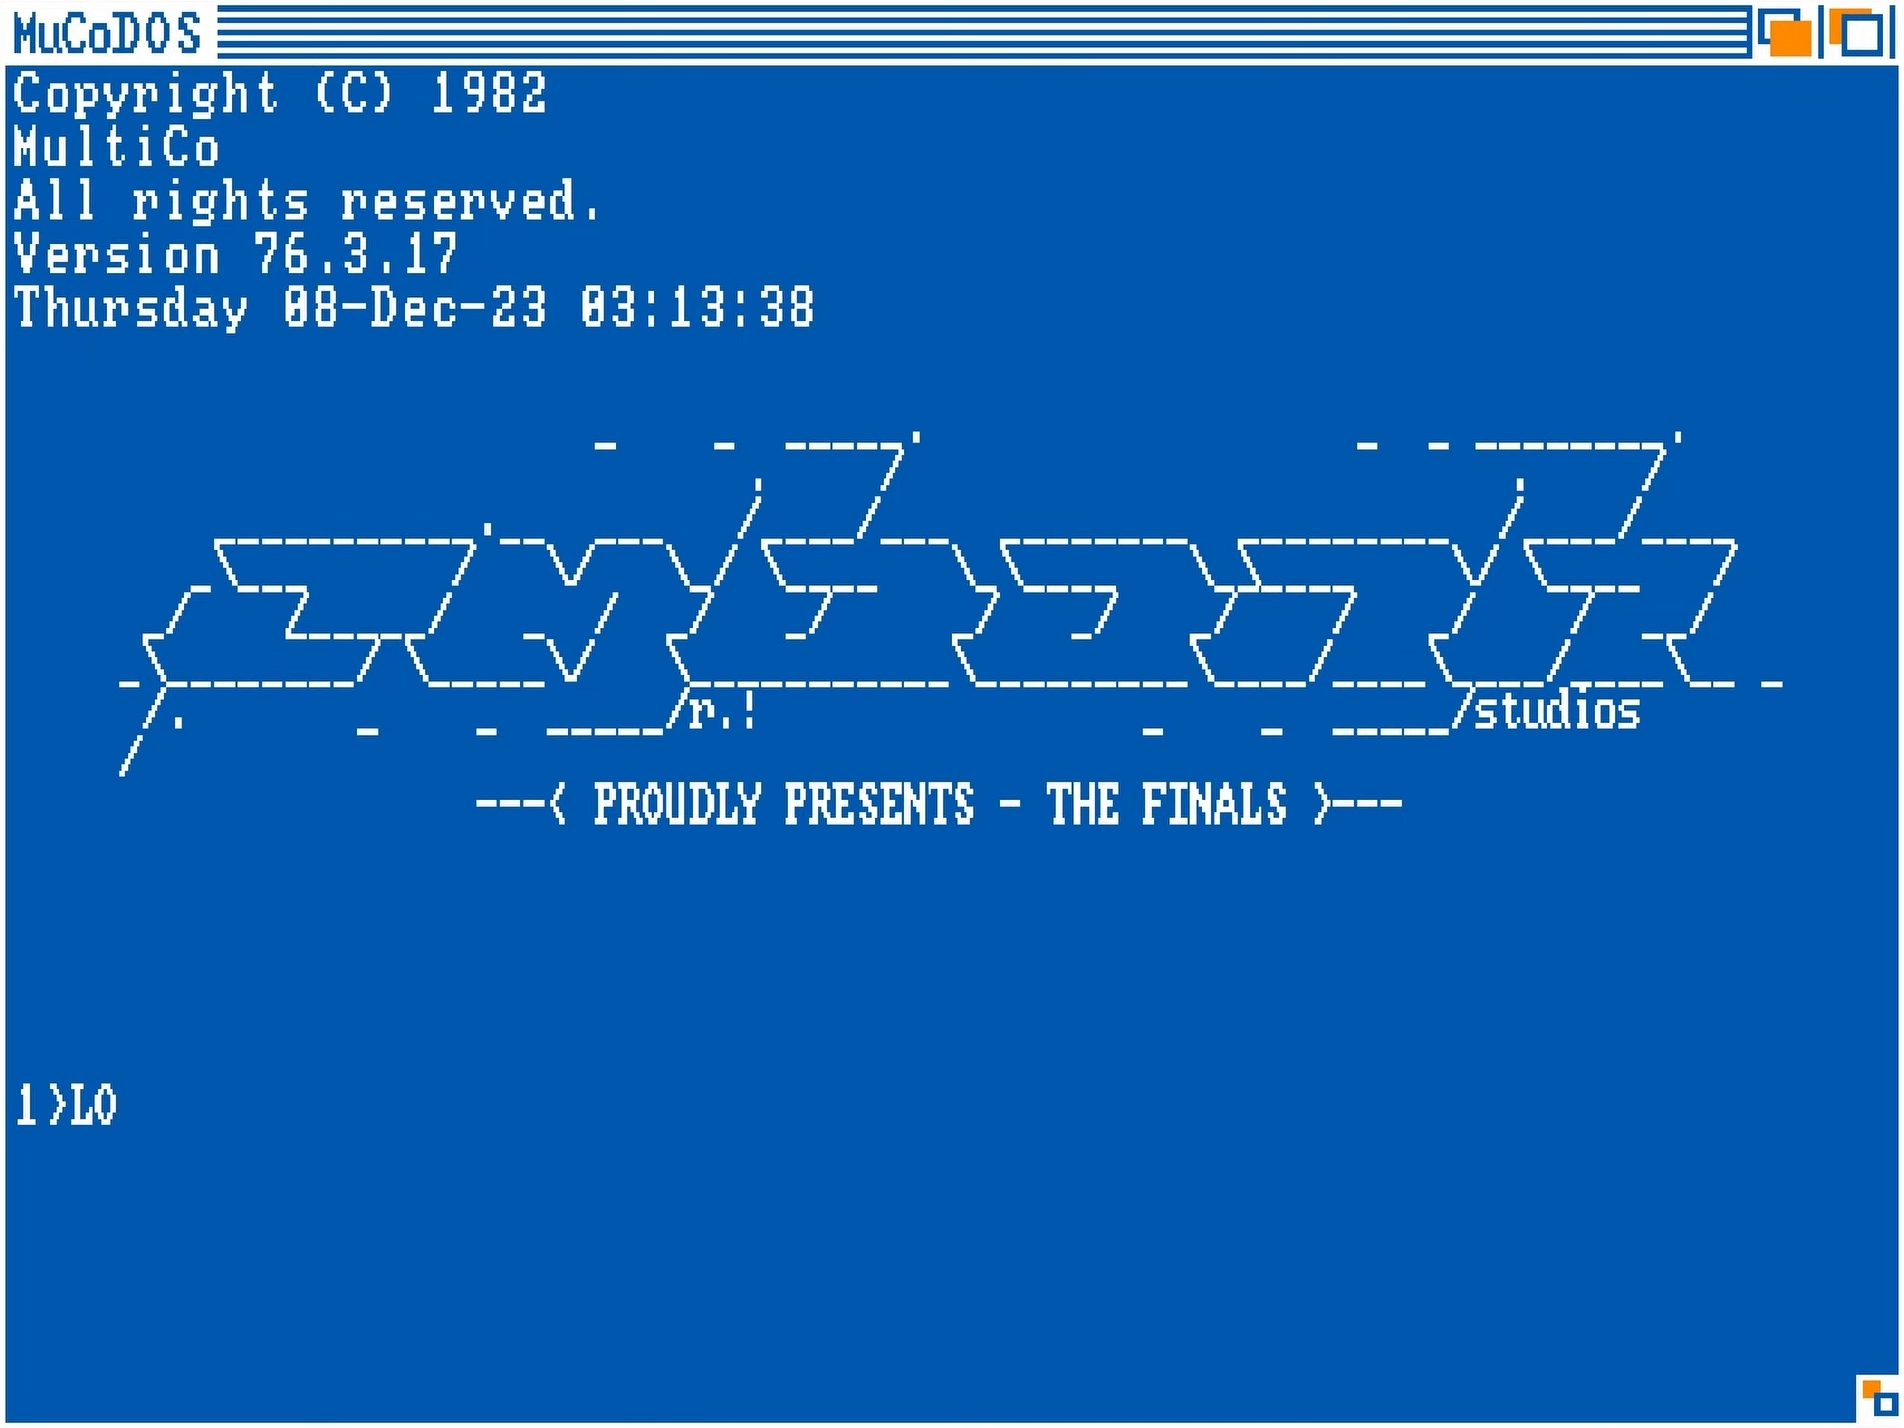 MuCoDOS
Copyright (C) 1982
MultiCo
All rights reserved.
Version 76.3.17
Thursday 08-Dec-23 03:13:38
r.!
/studios
---< PROUDLY PRESENTS - THE FINALS >---
1>LO